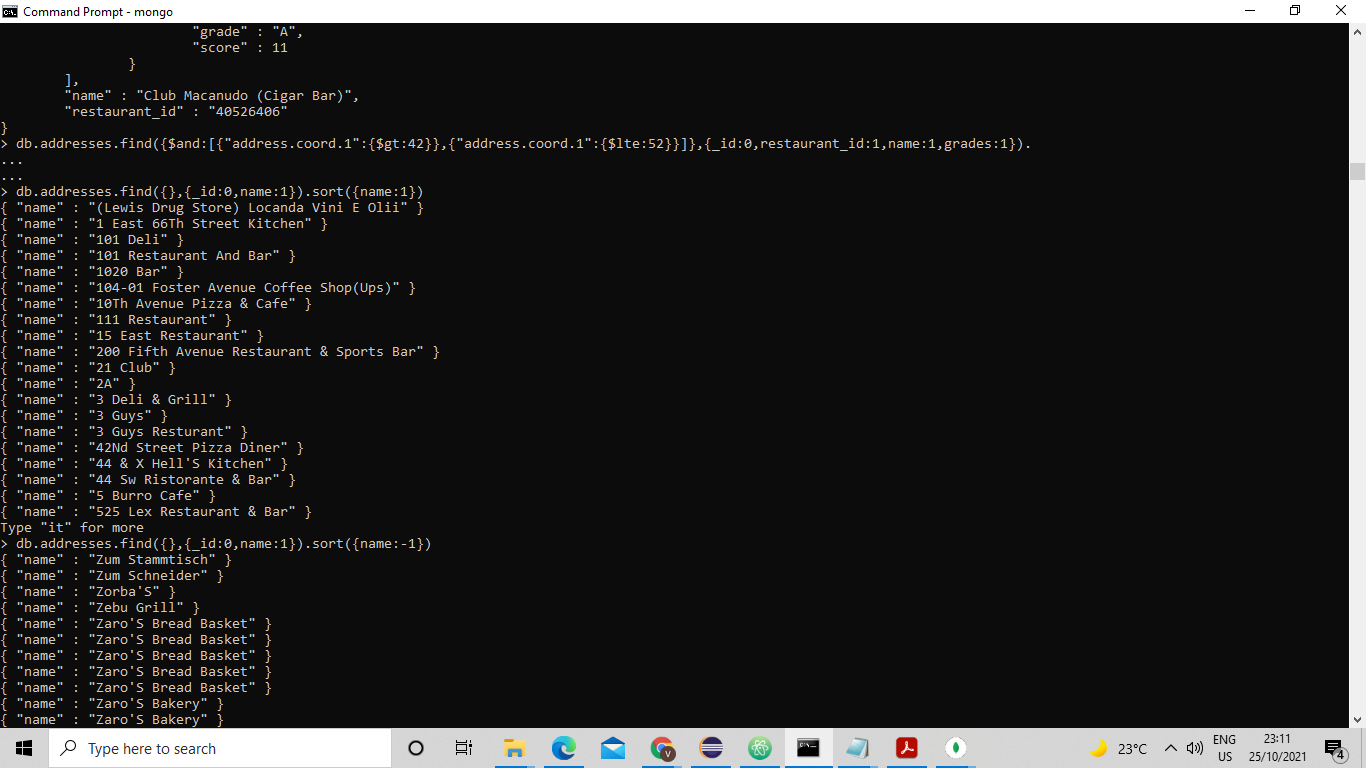 Command Prompt - mongo
"grade" : "A",
"score" : 11
}
],
"name" : "Club Macanudo (Cigar Bar)",
"restaurant_id" : "40526406"
}
> db.addresses.find({$and:[{"address.coord.1":{$gt:42}},{"address.coord.1":{$lte:52}}]},{_id:0,restaurant_id:1,name:1,grades:1}).
...
...
> db.addresses.find({},{_id:0,name:1}).sort({name:1})
{ "name" : "(Lewis Drug Store) Locanda Vini E Olii" }
{ "name" : "1 East 66Th Street Kitchen" }
{ "name" : "101 Deli" }
{ "name" : "101 Restaurant And Bar" }
{ "name" : "1020 Bar" }
{ "name" : "104-01 Foster Avenue Coffee Shop(Ups)" }
{ "name" : "10Th Avenue Pizza & Cafe" }
{ "name" : "111 Restaurant" }
{ "name" : "15 East Restaurant" }
{ "name" : "200 Fifth Avenue Restaurant & Sports Bar" }
{ "name" : "21 Club" }
{ "name" : "2A" }
{ "name" : "3 Deli & Grill" }
{ "name" : "3 Guys" }
{ "name" : "3 Guys Resturant" }
{ "name" : "42Nd Street Pizza Diner" }
{ "name" : "44 & X Hell'S Kitchen" }
{ "name" : "44 Sw Ristorante & Bar" }
{ "name" : "5 Burro Cafe" }
{ "name" : "525 Lex Restaurant & Bar" }
Type "it" for more
> db.addresses.find({},{_id:0,name:1}).sort({name:-1})
{ "name" : "Zum Stammtisch" }
{ "name" : "Zum Schneider" }
{ "name" : "Zorba'S" }
{ "name" : "Zebu Grill" }
{ "name" : "Zaro'S Bread Basket" }
{ "name" : "Zaro'S Bread Basket" }
{ "name" : "Zaro'S Bread Basket" }
{ "name" : "Zaro'S Bread Basket" }
{ "name" : "Zaro'S Bread Basket" }
{ "name" : "Zaro'S Bakery" }
{ "name" : "Zaro'S Bakery" }
Type here to search
V
23°C
ENG
US
23:11
25/10/2021
4